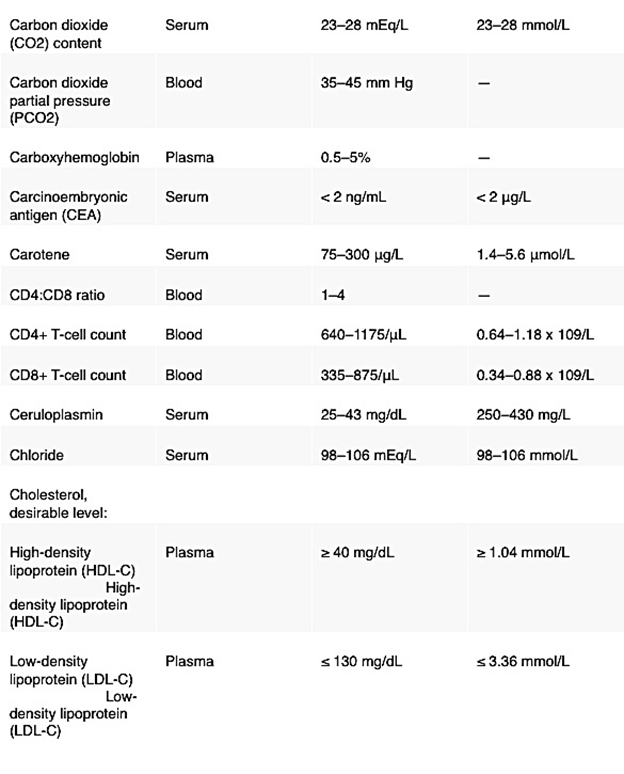 Carbon dioxide Serum 23–28 mEq/L 23–28 mmol/L
(CO2) content
Carbon dioxide Blood 35–45 mm Hg —
partial pressure
(PCO2)
Carboxyhemoglobin Plasma 0.5–5% —
Carcinoembryonic Serum < 2 ng/mL < 2 μg/L
antigen (CEA)
Carotene Serum 75–300 μg/L 1.4–5.6 μmol/L
CD4:CD8 ratio Blood 1–4 —
CD4+ T-cell count Blood 640–1175/μL 0.64–1.18 x 109/L
CD8+ T-cell count Blood 335–875/μL 0.34–0.88 x 109/L
Ceruloplasmin Serum 25–43 mg/dL 250–430 mg/L
Chloride Serum 98–106 mEq/L 98–106 mmol/L
Cholesterol,
desirable level:
High-density Plasma ≥ 40 mg/dL ≥ 1.04 mmol/L
lipoprotein (HDL-C)
High-
density lipoprotein
(HDL-C)
Low-density Plasma ≤ 130 mg/dL ≤ 3.36 mmol/L
lipoprotein (LDL-C)
Low-
density lipoprotein
(LDL-C)